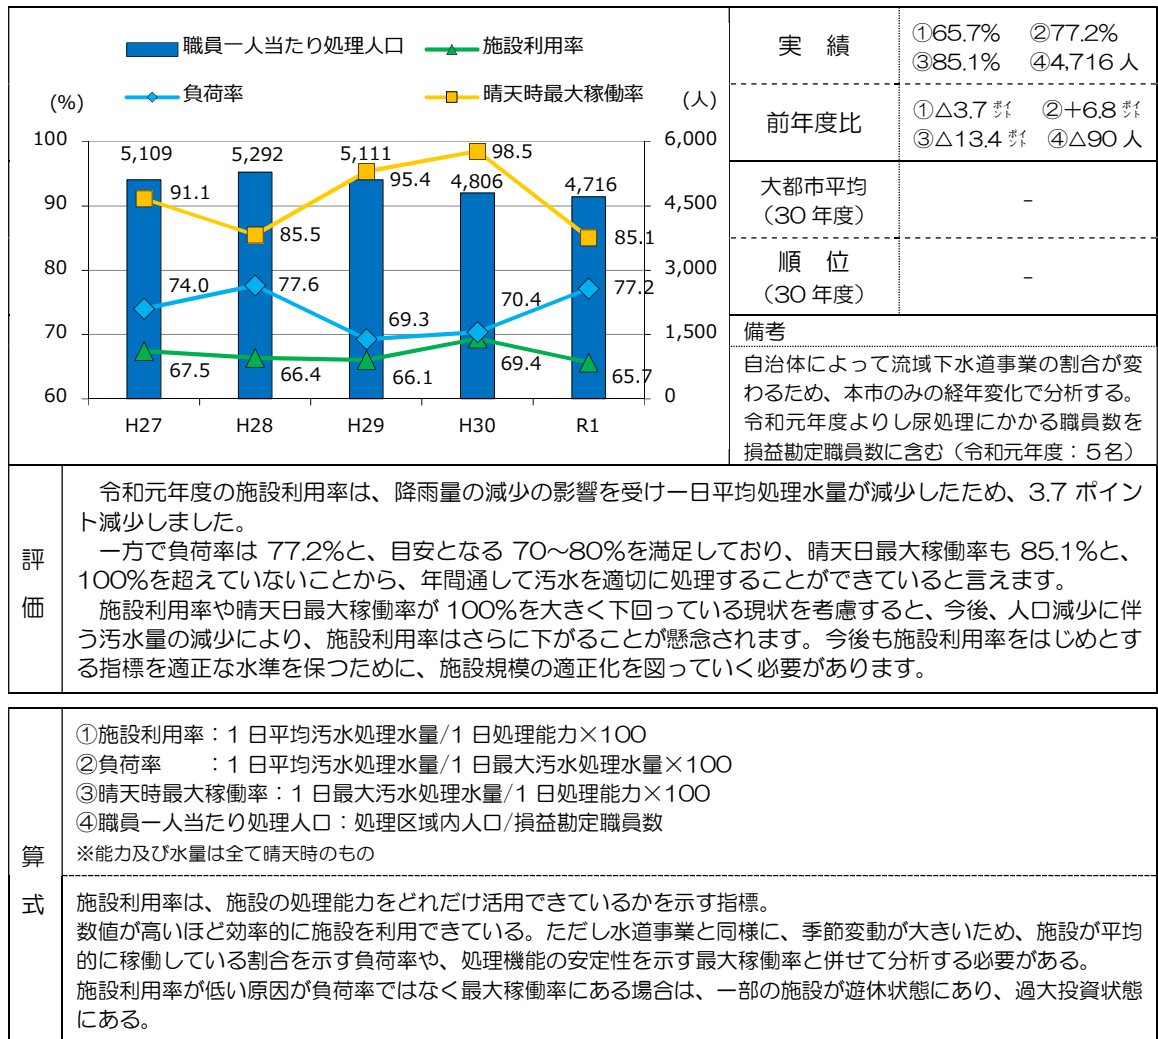 職員一人当たり処理人口 施設利用率
負荷率 晴天時最大稼働率
(%) (人)
100 6,000
90 4,500
80 3,000
70 1,500
60 0
5,109 5,292 5,111 4,806 4,716
91.1 85.5 95.4 98.5 85.1
74.0 77.6 69.3 70.4 77.2
67.5 66.4 66.1 69.4 65.7
H27 H28 H29 H30 R1
実 績
①65.7% ②77.2%
③85.1% ④4,716人
前年度比
①△3.7㌽ ②+6.8㌽
③△13.4㌽ ④△90人
大都市平均
(30年度)
-
順 位
(30年度)
-
備考
自治体によって流域下水道事業の割合が変
わるため、本市のみの経年変化で分析する。
令和元年度よりし尿処理にかかる職員数を
損益勘定職員数に含む(令和元年度:5名)
評
価
令和元年度の施設利用率は、降雨量の減少の影響を受け一日平均処理水量が減少したため、3.7 ポイン
ト減少しました。
一方で負荷率は 77.2%と、目安となる 70~80%を満足しており、晴天日最大稼働率も 85.1%と、
100%を超えていないことから、年間通して汚水を適切に処理することができていると言えます。
施設利用率や晴天日最大稼働率が 100%を大きく下回っている現状を考慮すると、今後、人口減少に伴
う汚水量の減少により、施設利用率はさらに下がることが懸念されます。今後も施設利用率をはじめとす
る指標を適正な水準を保つために、施設規模の適正化を図っていく必要があります。
算
式
①施設利用率:1日平均汚水処理水量/1日処理能力×100
②負荷率 :1日平均汚水処理水量/1日最大汚水処理水量×100
③晴天時最大稼働率:1日最大汚水処理水量/1日処理能力×100
④職員一人当たり処理人口:処理区域内人口/損益勘定職員数
※能力及び水量は全て晴天時のもの
施設利用率は、施設の処理能力をどれだけ活用できているかを示す指標。
数値が高いほど効率的に施設を利用できている。ただし水道事業と同様に、季節変動が大きいため、施設が平均
的に稼働している割合を示す負荷率や、処理機能の安定性を示す最大稼働率と併せて分析する必要がある。
施設利用率が低い原因が負荷率ではなく最大稼働率にある場合は、一部の施設が遊休状態にあり、過大投資状態
にある。